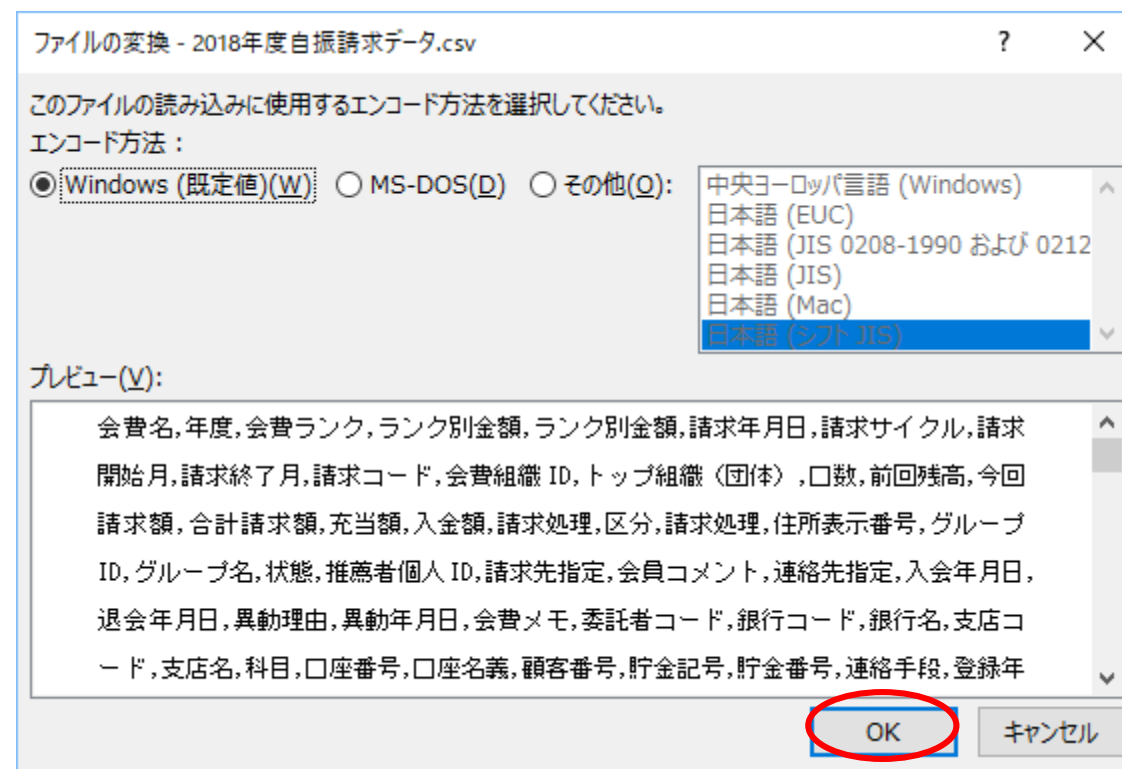 ファイルの変換 - 2018年度自振請求データ.csv ? ×
このファイルの読み込みに使用するエンコード方法を選択してください。
エンコード方法：
Windows (既定値)(W) MS-DOS(D) その他(O):
中央ヨーロッパ言語 (Windows)
日本語 (EUC)
日本語 (JIS 0208-1990 および 0212
日本語 (JIS)
日本語 (Mac)
日本語 (シフト JIS)
プレビュー(V):
会費名,年度,会費ランク,ランク別金額,ランク別金額,請求年月日,請求サイクル,請求
開始月,請求終了月,請求コード,会費組織 ID,トップ組織（団体）,口数,前回残高,今回
請求額,合計請求額,充当額,入金額,請求処理,区分,請求処理,住所表示番号,グループ
ID,グループ名,状態,推薦者個人 ID,請求先指定,会員コメント,連絡先指定,入会年月日,
退会年月日,異動理由,異動年月日,会費メモ,委託者コード,銀行コード,銀行名,支店コ
ード,支店名,科目,口座番号,口座名義,顧客番号,貯金記号,貯金番号,連絡手段,登録年
OK キャンセル